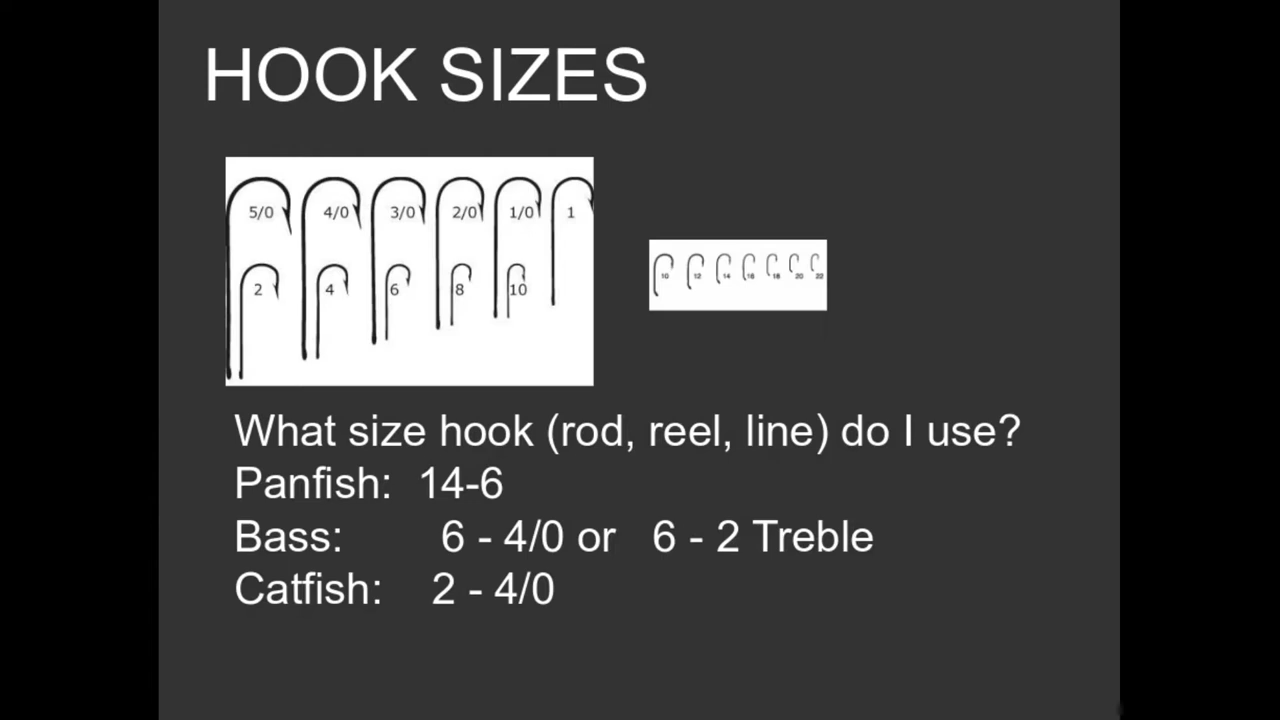 HOOK SIZES
5/0 4/0 3/0 2/0 1/0 1
2 4 6 8 10
10 12 14 16 18 20 22
What size hook (rod, reel, line) do I use?
Panfish: 14-6
Bass: 6 - 4/0 or 6 - 2 Treble
Catfish: 2 - 4/0